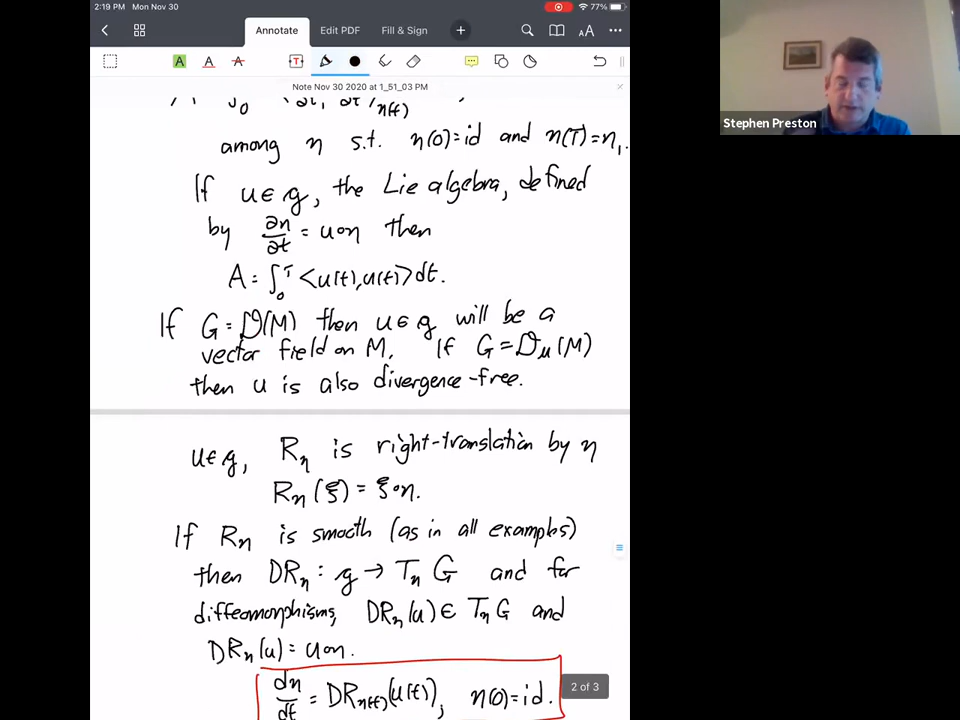 2:19 PM Mon Nov 30
77%
Annotate
Edit PDF
Fill & Sign
Note Nov 30 2020 at 1_51_03 PM
Stephen Preston
among η s.t. η(0)=id and η(T)=η₁.
If u∈g, the Lie algebra, defined
by ∂η/∂t = u∘η then
A = ∫₀ᵀ <u(t),u(t)> dt.
If G = 𝒟(M) then u∈g will be a
vector field on M. If G = 𝒟μ(M)
then u is also divergence-free.
u∈g, Rη is right-translation by η
Rη(ξ) = ξ∘η.
If Rη is smooth (as in all examples)
then DRη : g → TηG and for
diffeomorphisms, DRη(u) ∈ TηG and
DRη(u) = u∘η.
dη/dt = DRη(t)(u(t)), η(0)=id.
2 of 3